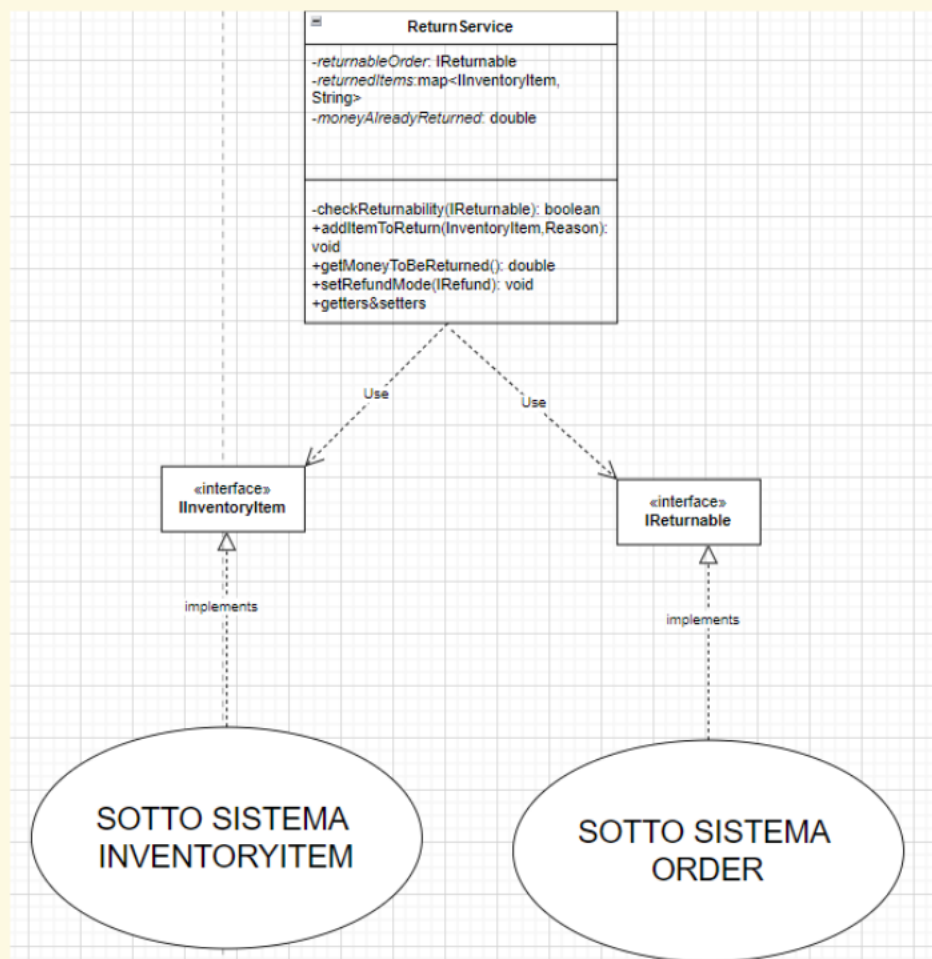 ReturnService
-returnableOrder: IReturnable
-returnedItems:map<IInventoryItem,
String>
-moneyAlreadyReturned: double
-checkReturnability(IReturnable): boolean
+addItemToReturn(InventoryItem,Reason):
void
+getMoneyToBeReturned(): double
+setRefundMode(IRefund): void
+getters&setters
Use
Use
«interface»
IInventoryItem
«interface»
IReturnable
implements
implements
SOTTO SISTEMA
INVENTORYITEM
SOTTO SISTEMA
ORDER